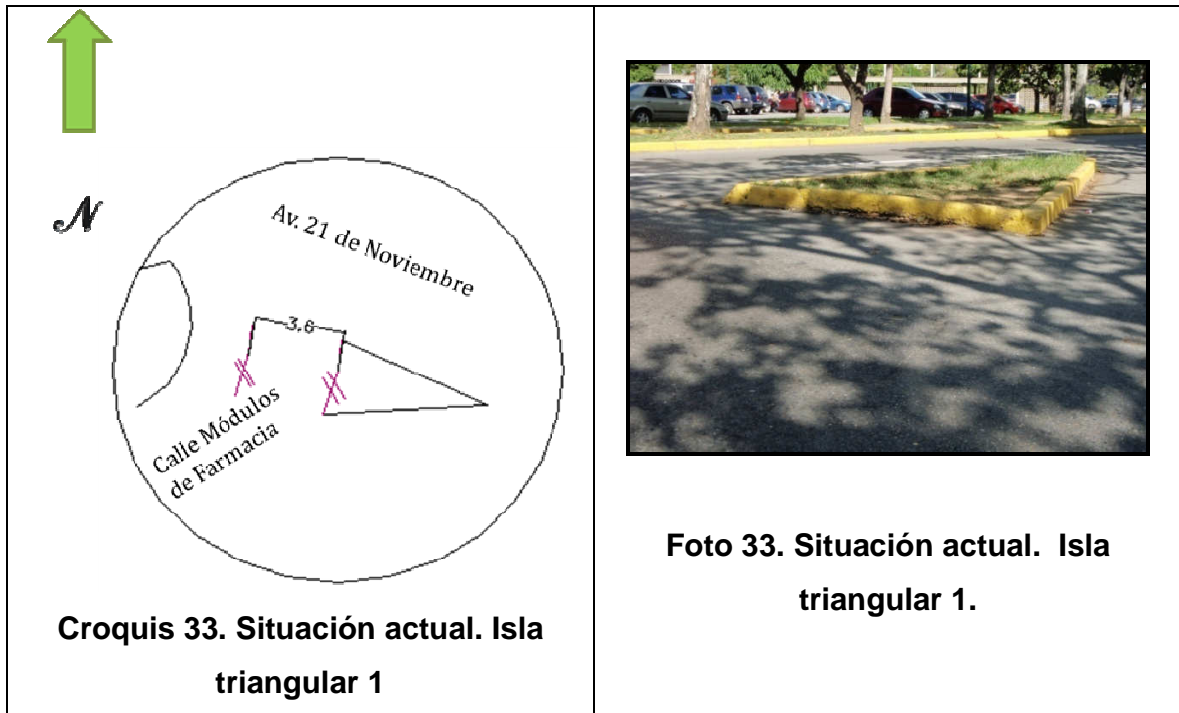 N
Av. 21 de Noviembre
3.6
Calle Módulos
de Farmacia
Croquis 33. Situación actual. Isla
triangular 1
Foto 33. Situación actual. Isla
triangular 1.